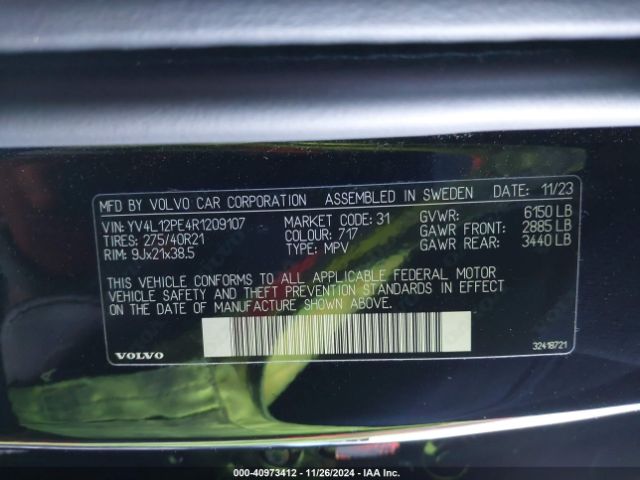 MFD BY VOLVO CAR CORPORATION ASSEMBLED IN SWEDEN DATE: 11/23
VIN: YV4L12PE4R1209107 MARKET CODE: 31 GVWR: 6150 LB
TIRES: 275/40R21 COLOUR: 717 GAWR FRONT: 2885 LB
RIM: 9Jx21x38.5 TYPE: MPV GAWR REAR: 3440 LB
THIS VEHICLE CONFORMS TO ALL APPLICABLE FEDERAL MOTOR
VEHICLE SAFETY AND THEFT PREVENTION STANDARDS IN EFFECT
ON THE DATE OF MANUFACTURE SHOWN ABOVE.
VOLVO 32418721
000-40973412 - 11/26/2024 - IAA Inc.